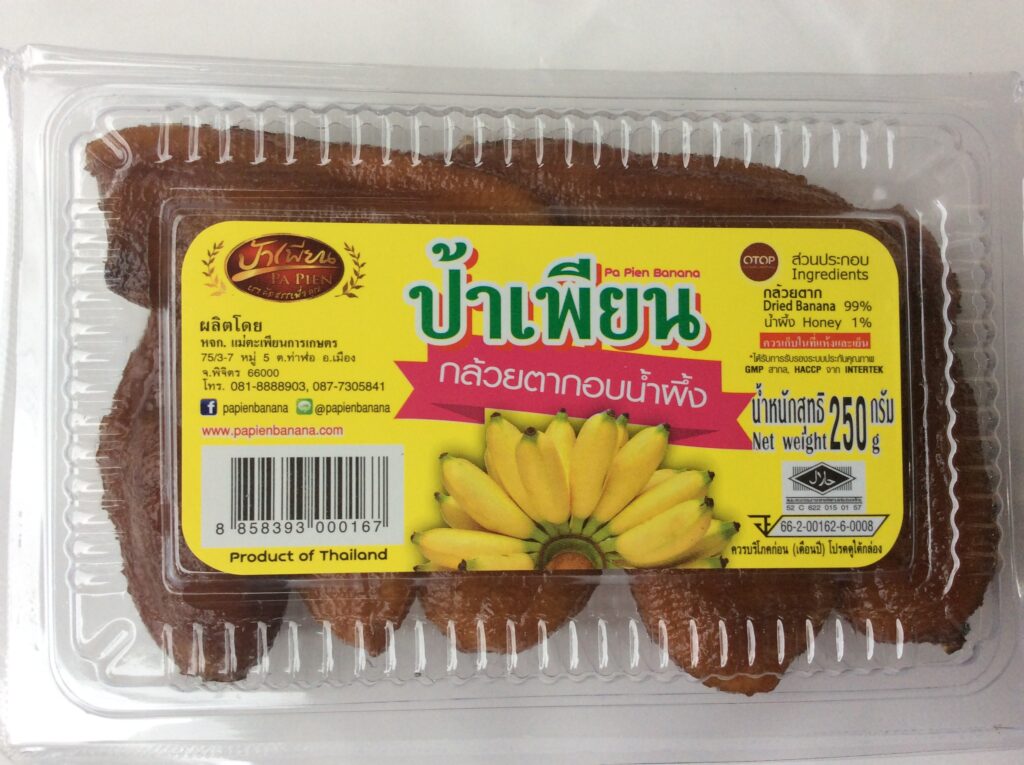 ป้าเพียน
PA PIEN
ผลิตโดย
หจก. แม่ตะเพียนการเกษตร
75/3-7 หมู่ 5 ต.ท่าฬ่อ อ.เมือง
จ.พิจิตร 66000
โทร. 081-8888903, 087-7305841
papienbanana @papienbanana
www.papienbanana.com
8 858393 000167
Product of Thailand
Pa Pien Banana
ป้าเพียน
กล้วยตากอบน้ำผึ้ง
OTOP
ส่วนประกอบ
Ingredients
กล้วยตาก
Dried Banana 99%
น้ำผึ้ง Honey 1%
ควรเก็บในที่แห้งและเย็น
*ได้รับการรับรองระบบประกันคุณภาพ
GMP สากล, HACCP จาก INTERTEK
น้ำหนักสุทธิ 250 กรัม
Net weight g
حلال
52 C 622 015 01 57
66-2-00162-6-0008
ควรบริโภคก่อน (เดือนปี) โปรดดูใต้กล่อง